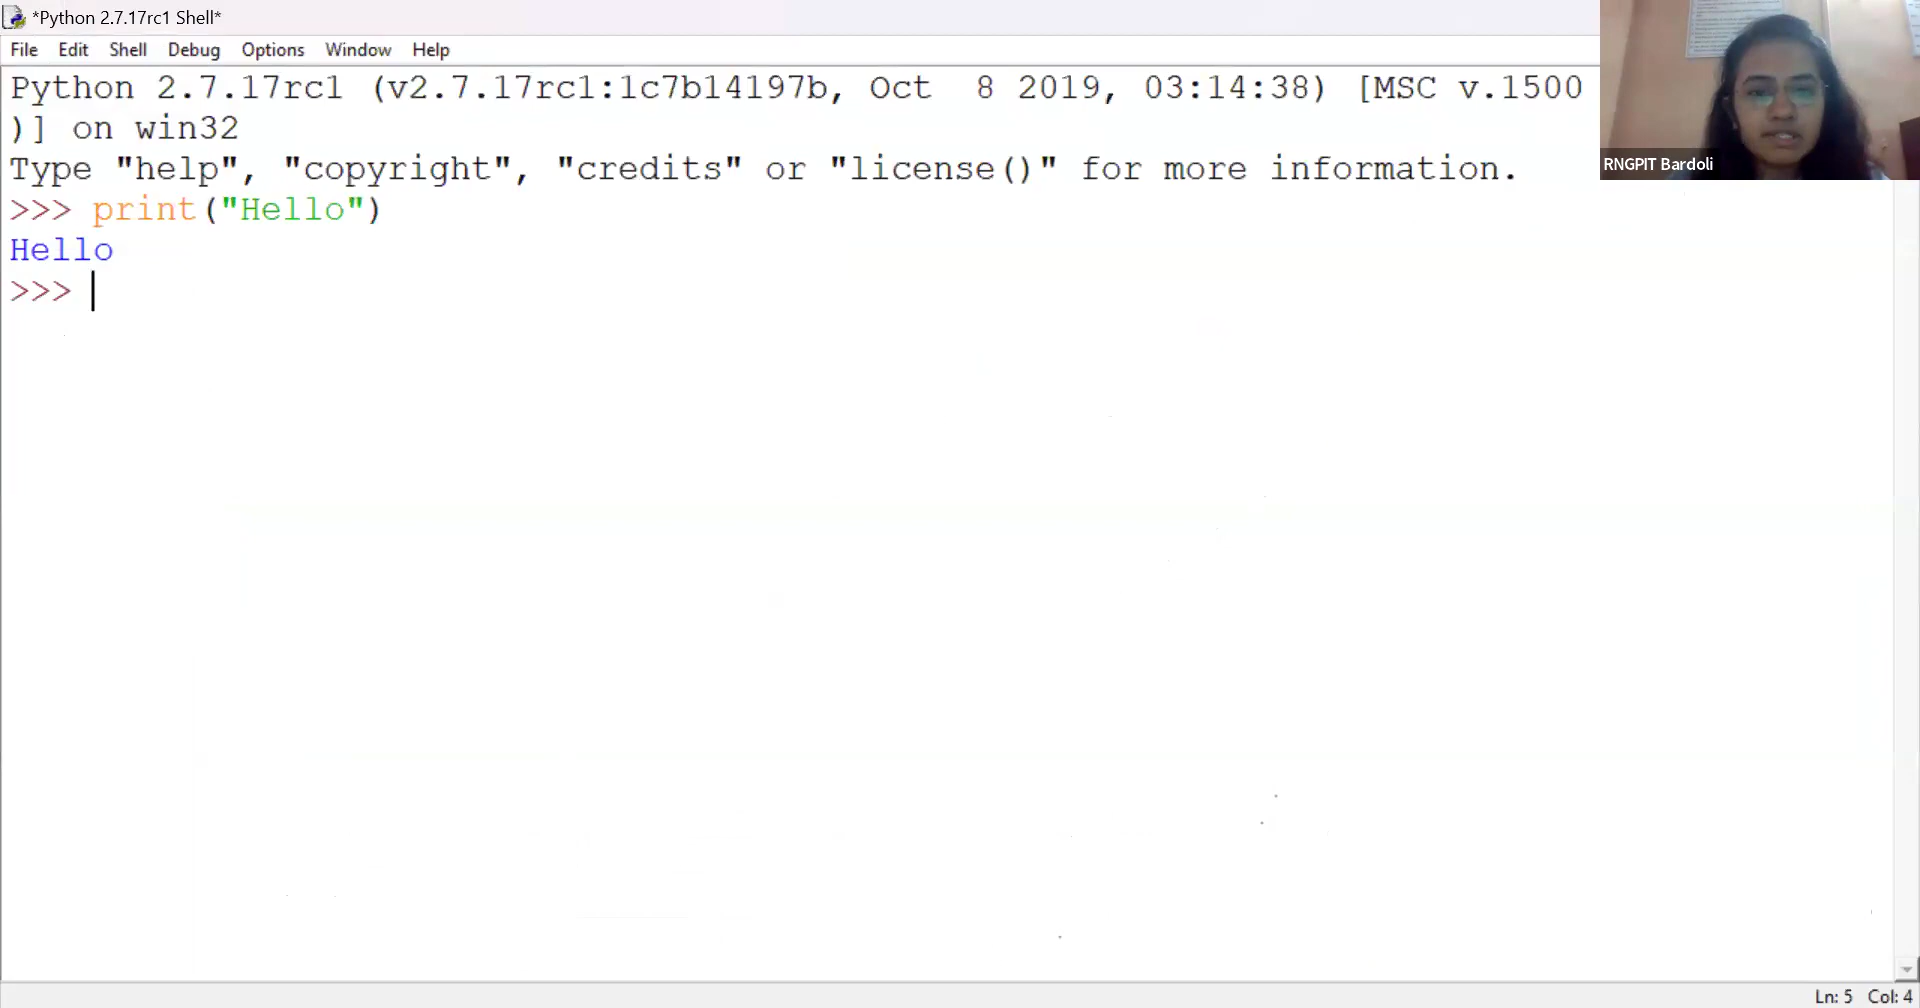 *Python 2.7.17rc1 Shell*
File Edit Shell Debug Options Window Help
Python 2.7.17rc1 (v2.7.17rc1:1c7b14197b, Oct  8 2019, 03:14:38) [MSC v.1500
)] on win32
Type "help", "copyright", "credits" or "license()" for more information.
>>> print("Hello")
Hello
>>>
RNGPIT Bardoli
Ln: 5 Col: 4